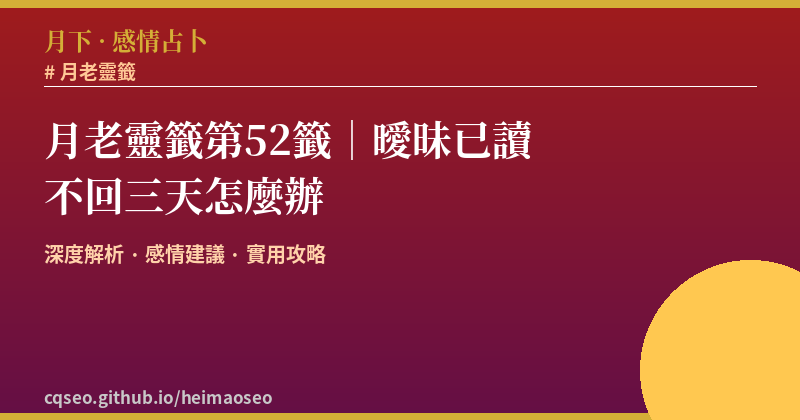 月下 · 感情占卜
# 月老靈籤
月老靈籤第52籤｜曖昧已讀
不回三天怎麼辦
深度解析 · 感情建議 · 實用攻略
cqseo.github.io/heimaoseo